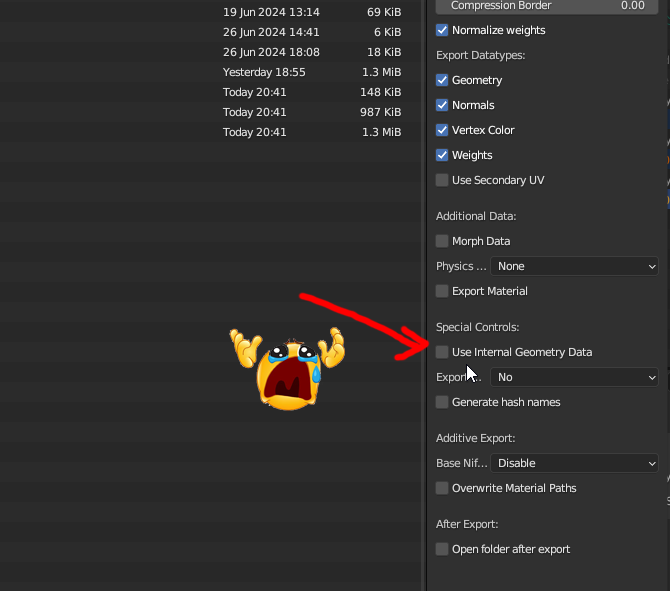 19 Jun 2024 13:14 69 KiB
26 Jun 2024 14:41 6 KiB
26 Jun 2024 18:08 18 KiB
Yesterday 18:55 1.3 MiB
Today 20:41 148 KiB
Today 20:41 987 KiB
Today 20:41 1.3 MiB
Compression Border 0.00
Normalize weights
Export Datatypes:
Geometry
Normals
Vertex Color
Weights
Use Secondary UV
Additional Data:
Morph Data
Physics ... None
Export Material
Special Controls:
Use Internal Geometry Data
Export... No
Generate hash names
Additive Export:
Base Nif... Disable
Overwrite Material Paths
After Export:
Open folder after export